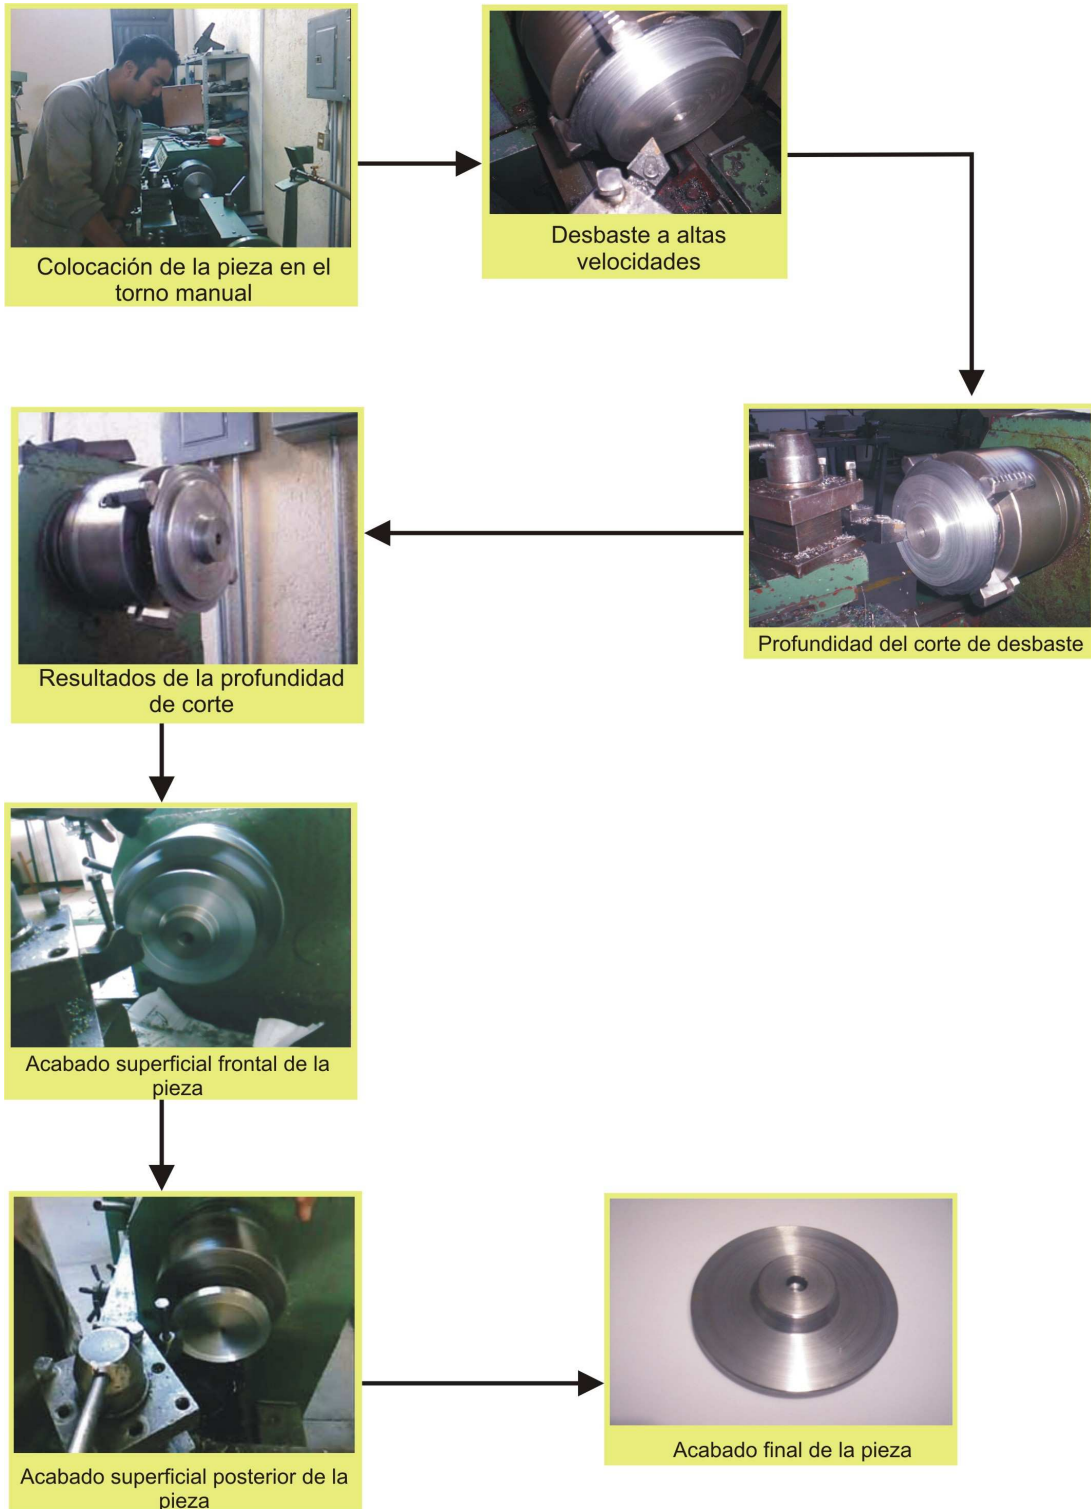 Colocación de la pieza en el
torno manual
Desbaste a altas
velocidades
Profundidad del corte de desbaste
Resultados de la profundidad
de corte
Acabado superficial frontal de la
pieza
Acabado superficial posterior de la
pieza
Acabado final de la pieza